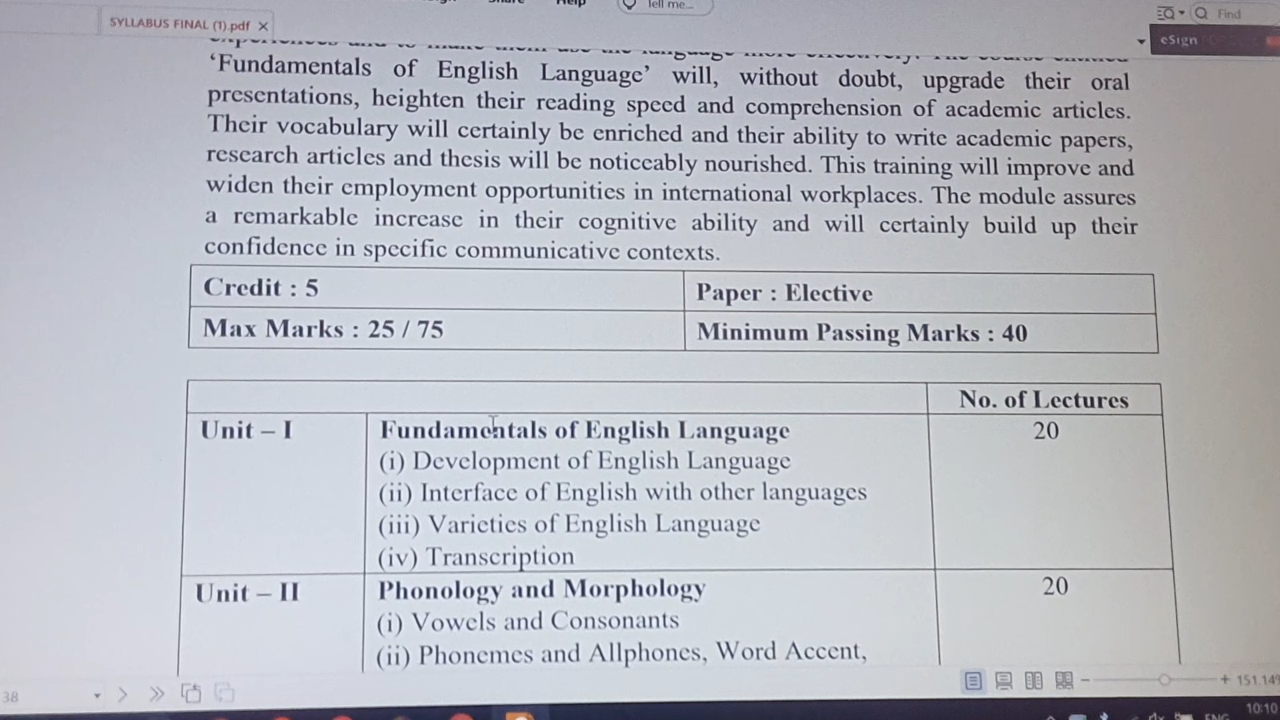 Help
Tell me...
SYLLABUS FINAL (1).pdf
Find
eSign
'Fundamentals of English Language' will, without doubt, upgrade their oral
presentations, heighten their reading speed and comprehension of academic articles.
Their vocabulary will certainly be enriched and their ability to write academic papers,
research articles and thesis will be noticeably nourished. This training will improve and
widen their employment opportunities in international workplaces. The module assures
a remarkable increase in their cognitive ability and will certainly build up their
confidence in specific communicative contexts.
Credit : 5 Paper : Elective
Max Marks : 25 / 75 Minimum Passing Marks : 40
No. of Lectures
Unit – I Fundamentals of English Language 20
(i) Development of English Language
(ii) Interface of English with other languages
(iii) Varieties of English Language
(iv) Transcription
Unit – II Phonology and Morphology 20
(i) Vowels and Consonants
(ii) Phonemes and Allphones, Word Accent,
38
151.14%
10:10